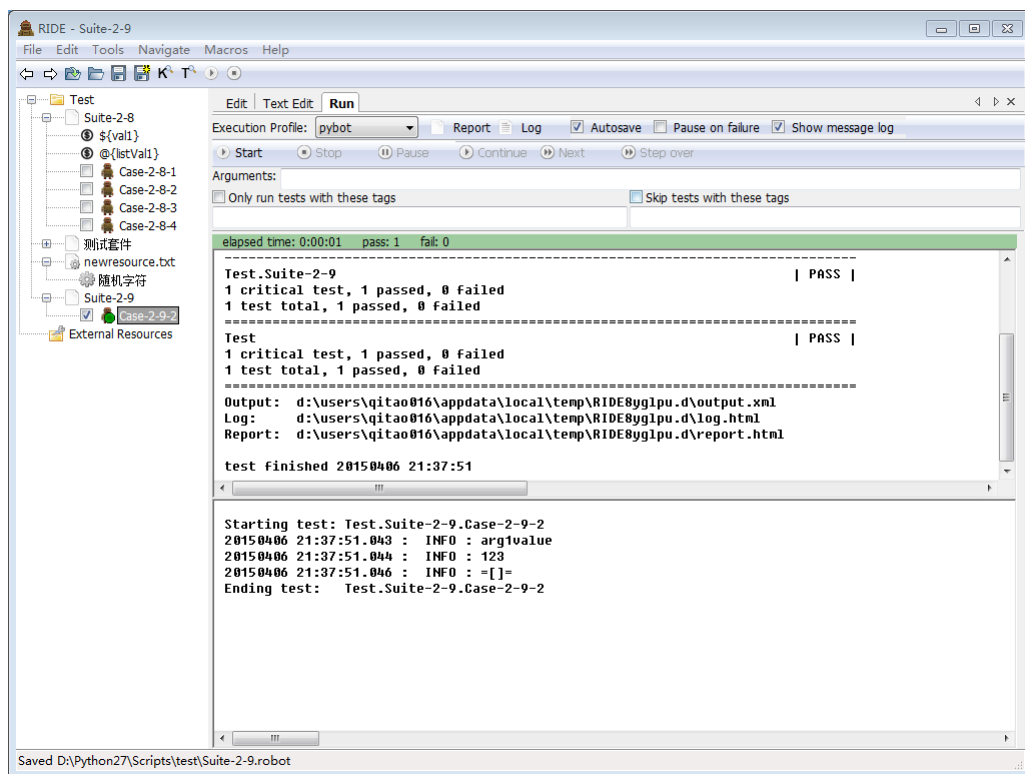 RIDE - Suite-2-9
File Edit Tools Navigate Macros Help
K T
Test
Suite-2-8
${val1}
@{listVal1}
Case-2-8-1
Case-2-8-2
Case-2-8-3
Case-2-8-4
测试套件
newresource.txt
随机字符
Suite-2-9
Case-2-9-2
External Resources
Edit Text Edit Run
Execution Profile: pybot Report Log Autosave Pause on failure Show message log
Start Stop Pause Continue Next Step over
Arguments:
Only run tests with these tags Skip tests with these tags
elapsed time: 0:00:01 pass: 1 fail: 0
------------------------------------------------------------------------------
Test.Suite-2-9 | PASS |
1 critical test, 1 passed, 0 failed
1 test total, 1 passed, 0 failed
==============================================================================
Test | PASS |
1 critical test, 1 passed, 0 failed
1 test total, 1 passed, 0 failed
==============================================================================
Output: d:\users\qitao016\appdata\local\temp\RIDE8yglpu.d\output.xml
Log: d:\users\qitao016\appdata\local\temp\RIDE8yglpu.d\log.html
Report: d:\users\qitao016\appdata\local\temp\RIDE8yglpu.d\report.html
test finished 20150406 21:37:51
Starting test: Test.Suite-2-9.Case-2-9-2
20150406 21:37:51.043 : INFO : arg1value
20150406 21:37:51.044 : INFO : 123
20150406 21:37:51.046 : INFO : =[]=
Ending test: Test.Suite-2-9.Case-2-9-2
Saved D:\Python27\Scripts\test\Suite-2-9.robot